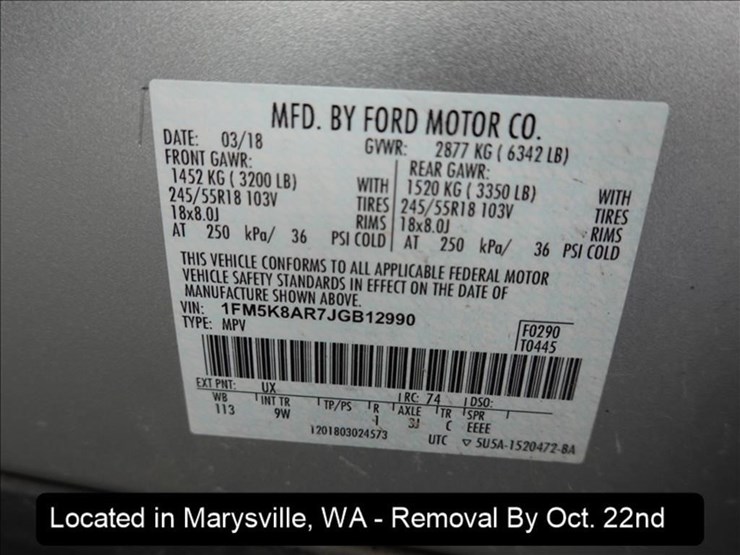 MFD. BY FORD MOTOR CO.
DATE: 03/18 GVWR: 2877 KG ( 6342 LB)
FRONT GAWR: REAR GAWR:
1452 KG ( 3200 LB) WITH 1520 KG ( 3350 LB) WITH
245/55R18 103V TIRES 245/55R18 103V TIRES
18x8.0J RIMS 18x8.0J RIMS
AT 250 kPa/ 36 PSI COLD AT 250 kPa/ 36 PSI COLD
THIS VEHICLE CONFORMS TO ALL APPLICABLE FEDERAL MOTOR
VEHICLE SAFETY STANDARDS IN EFFECT ON THE DATE OF
MANUFACTURE SHOWN ABOVE.
VIN: 1FM5K8AR7JGB12990
TYPE: MPV
F0290
T0445
EXT PNT: UX RC: 74 DSO:
WB INT TR TP/PS R AXLE TR SPR
113 9W 1 3J C EEEE
1201803024573 UTC ▽ 5U5A-1520472-BA
Located in Marysville, WA - Removal By Oct. 22nd